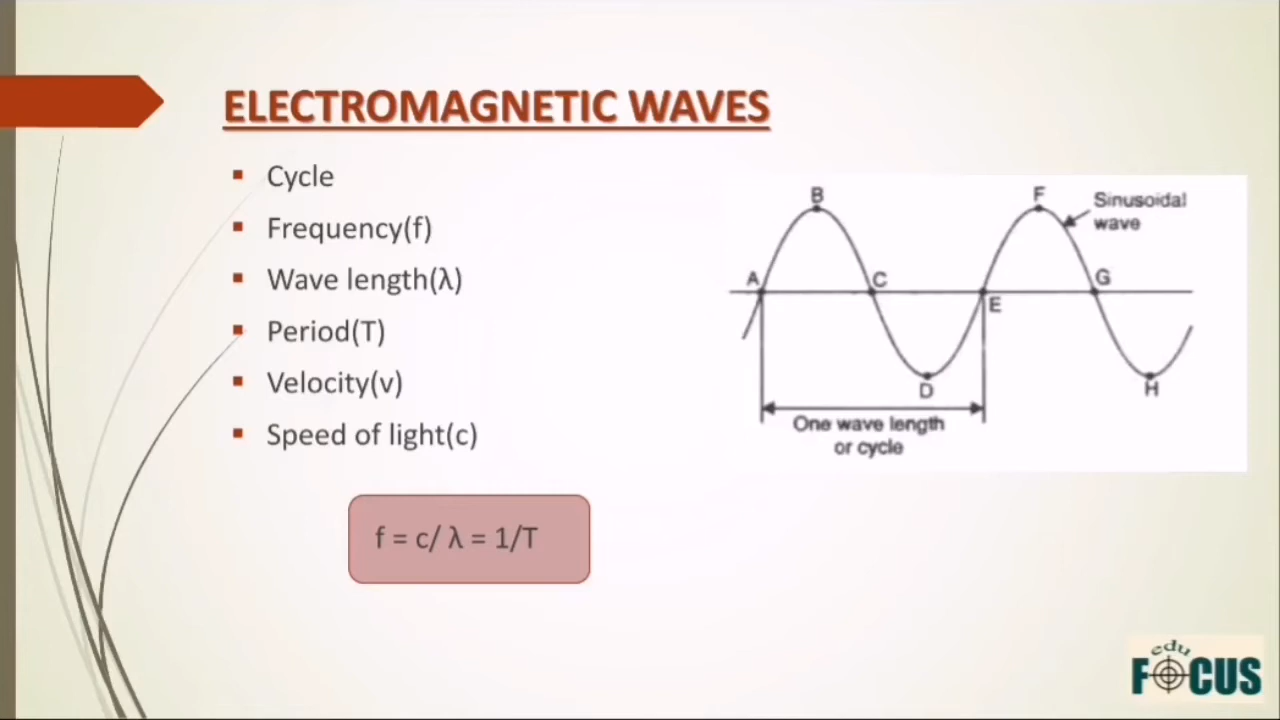 ELECTROMAGNETIC WAVES
Cycle
Frequency(f)
Wave length(λ)
Period(T)
Velocity(v)
Speed of light(c)
f = c/ λ = 1/T
B
F
Sinusoidal
wave
A
C
G
E
D
H
One wave length
or cycle
edu
FOCUS